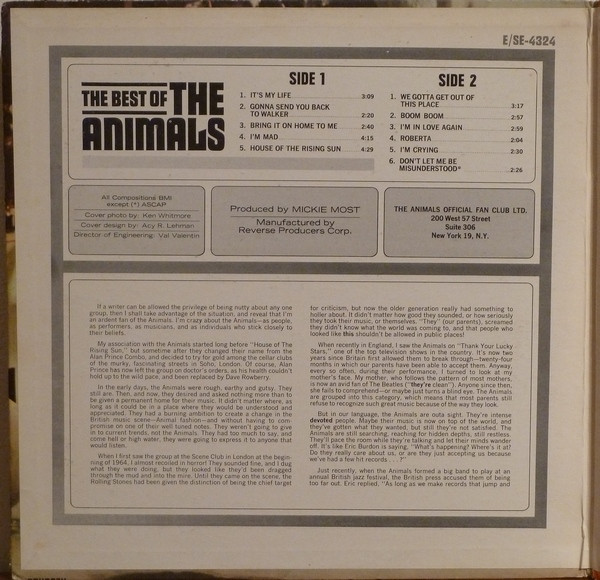 E/SE-4324
THE BEST OF THE
ANIMALS
SIDE 1
1. IT'S MY LIFE 3:09
2. GONNA SEND YOU BACK
TO WALKER 2:20
3. BRING IT ON HOME TO ME 2:40
4. I'M MAD 4:15
5. HOUSE OF THE RISING SUN 4:29
SIDE 2
1. WE GOTTA GET OUT OF
THIS PLACE 3:17
2. BOOM BOOM 2:57
3. I'M IN LOVE AGAIN 2:59
4. ROBERTA 2:04
5. I'M CRYING 2:30
6. DON'T LET ME BE
MISUNDERSTOOD* 2:26
All Compositions BMI
except (*) ASCAP
Cover photo by: Ken Whitmore
Cover design by: Acy R. Lehman
Director of Engineering: Val Valentin
Produced by MICKIE MOST
Manufactured by
Reverse Producers Corp.
THE ANIMALS OFFICIAL FAN CLUB LTD.
200 West 57 Street
Suite 306
New York 19, N.Y.
If a writer can be allowed the privilege of being nutty about any one
group, then I shall take advantage of the situation, and reveal that I'm
an ardent fan of the Animals. I'm crazy about the Animals—as people,
as performers, as musicians, and as individuals who stick closely to
their beliefs.
My association with the Animals started long before "House of The
Rising Sun," but sometime after they changed their name from the
Alan Prince Combo, and decided to try for gold among the cellar clubs
of the murky, fascinating streets in Soho, London. Of course, Alan
Prince has now left the group on doctor's orders, as his health couldn't
hold up to the wild pace, and been replaced by Dave Rowberry.
In the early days, the Animals were rough, earthy and gutsy. They
still are. Then, and now, they desired and asked nothing more than to
be given a permanent home for their music. It didn't matter where, as
long as it could be in a place where they would be understood and
appreciated. They had a burning ambition to create a change in the
British music scene—Animal fashion—and without having to com-
promise on one of their well tuned notes. They weren't going to give
in to current trends, not the Animals. They had too much to say, and
come hell or high water, they were going to express it to anyone that
would listen.
When I first saw the group at the Scene Club in London at the begin-
ning of 1964, I almost recoiled in horror! They sounded fine, and I dug
what they were doing, but they looked like they'd been dragged
through the mud and into the mire. Until they came on the scene, the
Rolling Stones had been given the distinction of being the chief target
for criticism, but now the older generation really had something to
holler about. It didn't matter how good they sounded, or how seriously
they took their music, or themselves. "They" (our parents), screamed
they didn't know what the world was coming to, and that people who
looked like this shouldn't be allowed in public places!
When recently in England, I saw the Animals on "Thank Your Lucky
Stars," one of the top television shows in the country. It's now two
years since Britain first allowed them to break through—twenty-four
months in which our parents have been able to accept them. Anyway,
every so often, during their performance, I turned to look at my
mother's face. My mother, who follows the pattern of most mothers,
is now an avid fan of The Beatles ("they're clean"). Anyone since then,
she fails to comprehend—or maybe just turns a blind eye. The Animals
are grouped into this category, which means that most parents still
refuse to recognize such great music because of the way they look.
But in our language, the Animals are outa sight. They're intense
devoted people. Maybe their music is now on top of the world, and
they've gotten what they wanted, but still they're not satisfied. The
Animals are still searching, reaching for hidden depths, still restless.
They'll pace the room while they're talking and let their minds wander
off. It's like Eric Burdon is saying, "What's happening? Where's it at?
Do they really care about us, or are they just accepting us because
we've had a few hit records . . . ?"
Just recently, when the Animals formed a big band to play at an
annual British jazz festival, the British press accused them of being
too far out. Eric replied, "As long as we make records that jump and